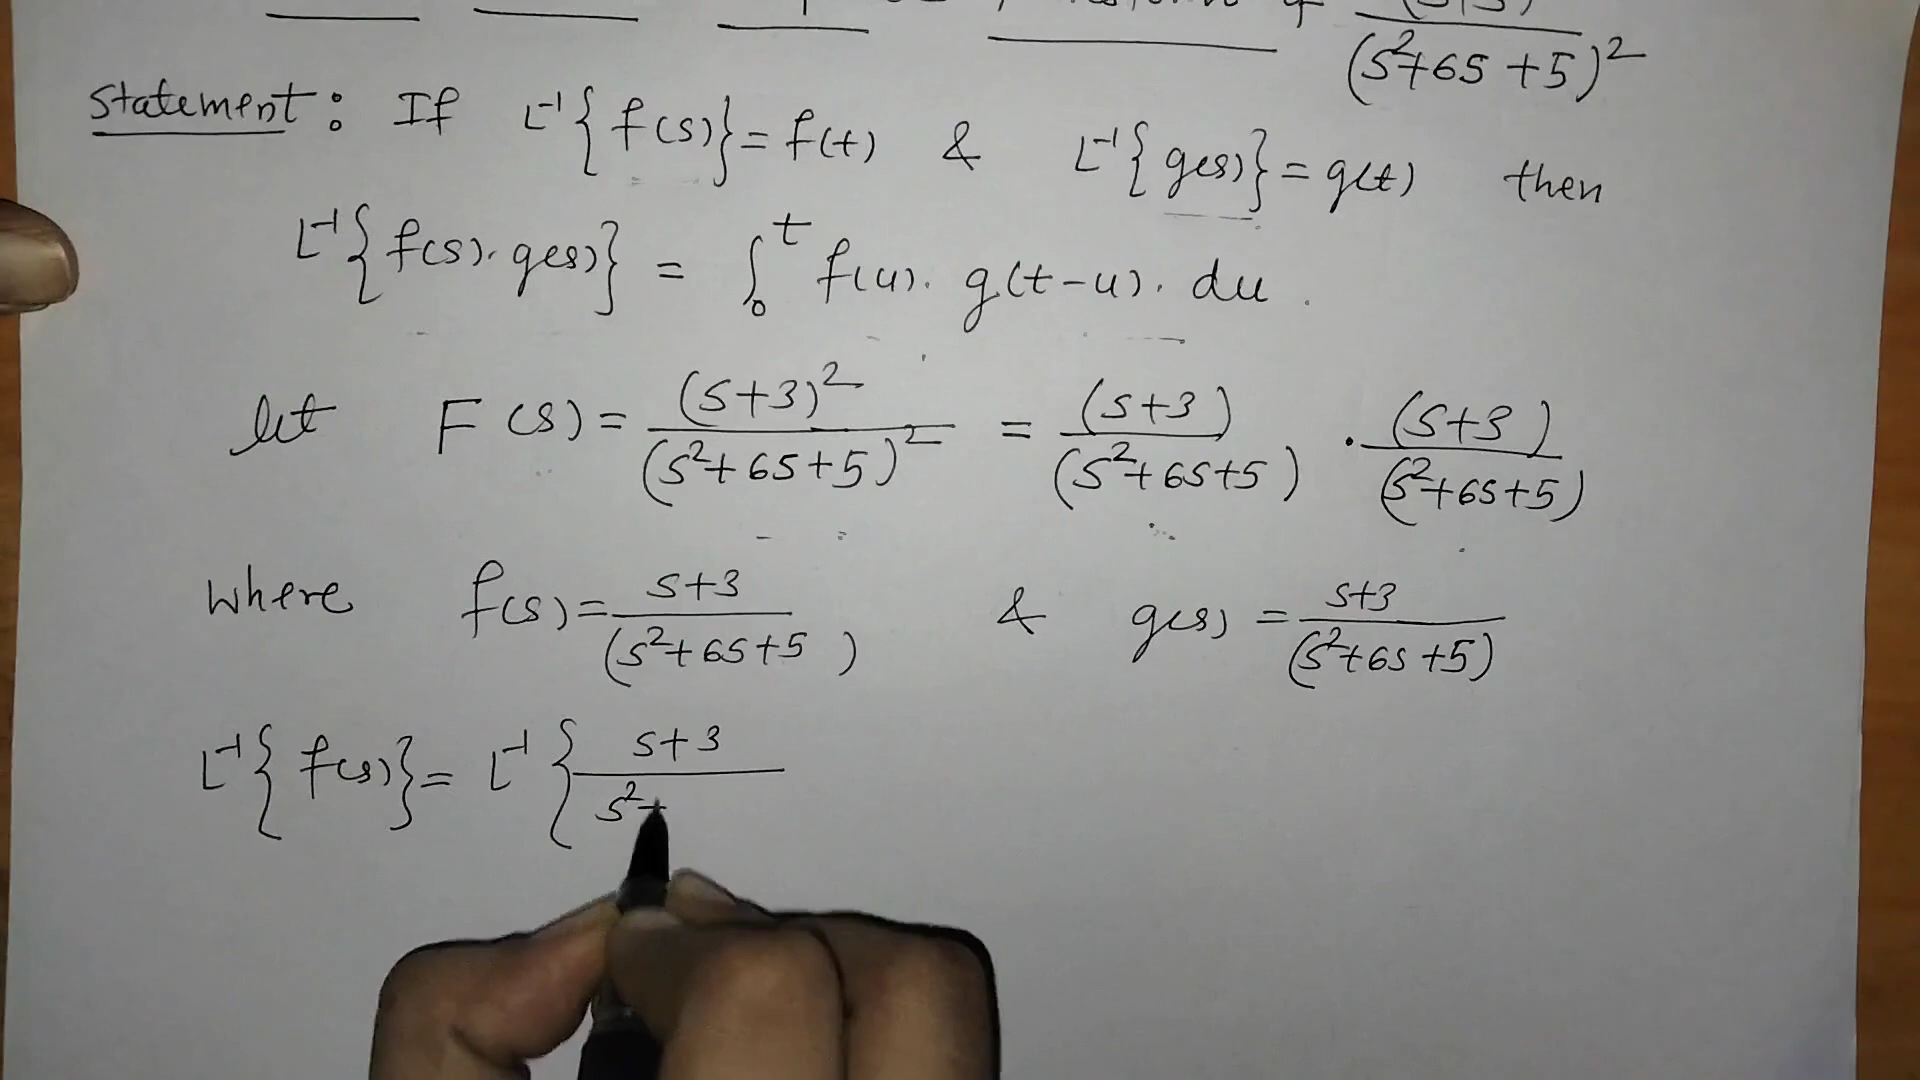 (s²+6s+5)²
Statement: If L⁻¹{f(s)}=f(t) & L⁻¹{g(s)}=g(t) then
L⁻¹{f(s).g(s)} = ∫₀ᵗ f(u). g(t-u). du.
let F(s)= (s+3)²/(s²+6s+5)² = (s+3)/(s²+6s+5) . (s+3)/(s²+6s+5)
where f(s)= s+3/(s²+6s+5) & g(s) = s+3/(s²+6s+5)
L⁻¹{f(s)}= L⁻¹{ s+3/s²+